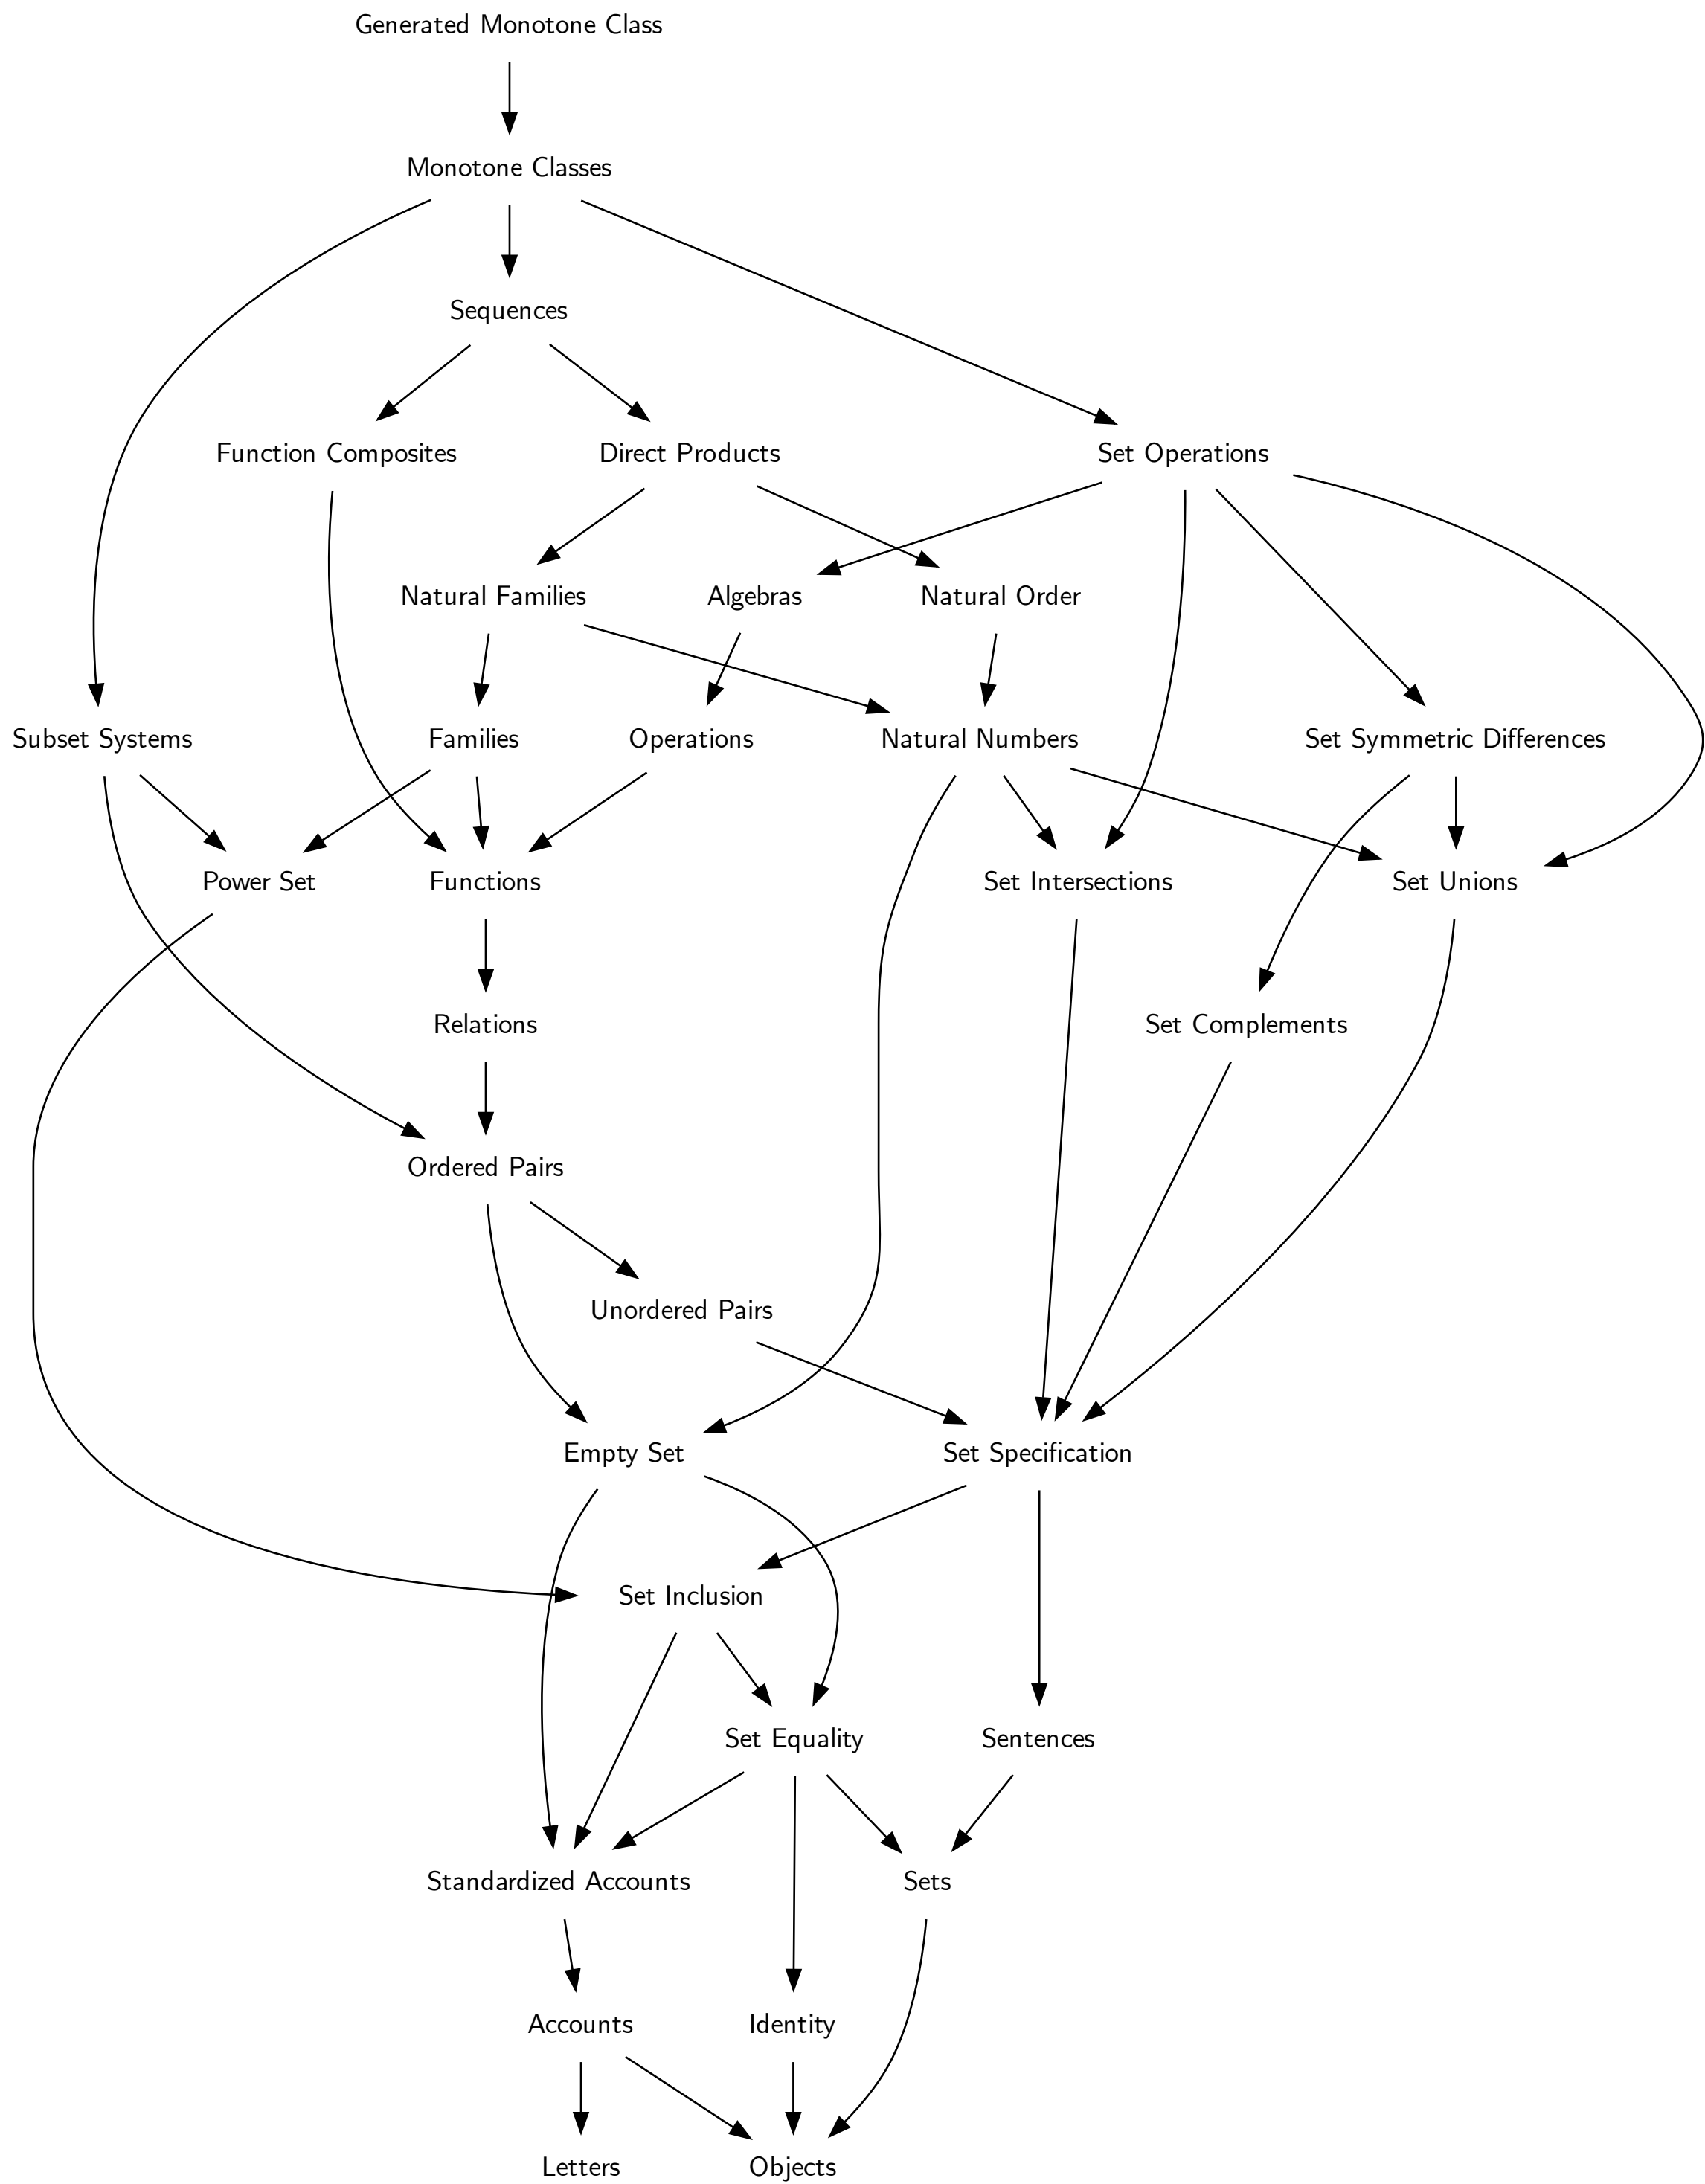 Generated Monotone Class
Monotone Classes
Sequences
Function Composites
Direct Products
Set Operations
Natural Families
Algebras
Natural Order
Subset Systems
Families
Operations
Natural Numbers
Set Symmetric Differences
Power Set
Functions
Set Intersections
Set Unions
Relations
Set Complements
Ordered Pairs
Unordered Pairs
Empty Set
Set Specification
Set Inclusion
Set Equality
Sentences
Standardized Accounts
Sets
Accounts
Identity
Letters
Objects